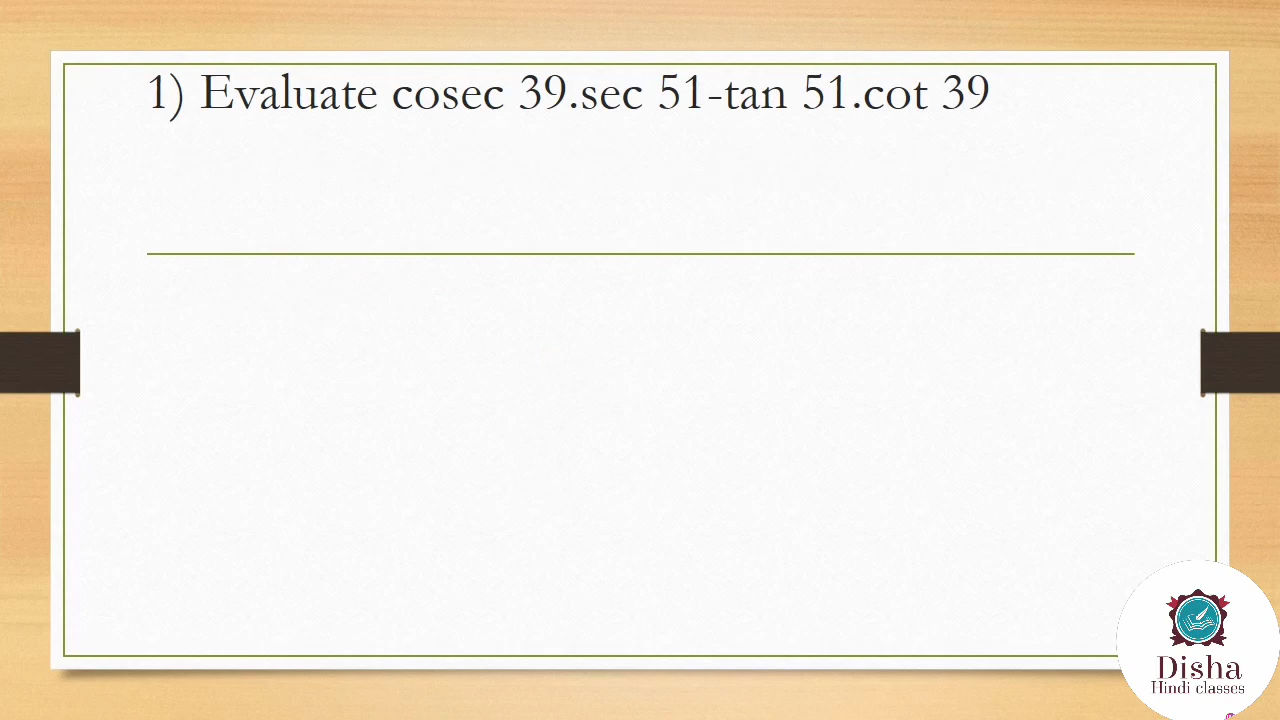 1) Evaluate cosec 39.sec 51-tan 51.cot 39
Disha
Hindi classes